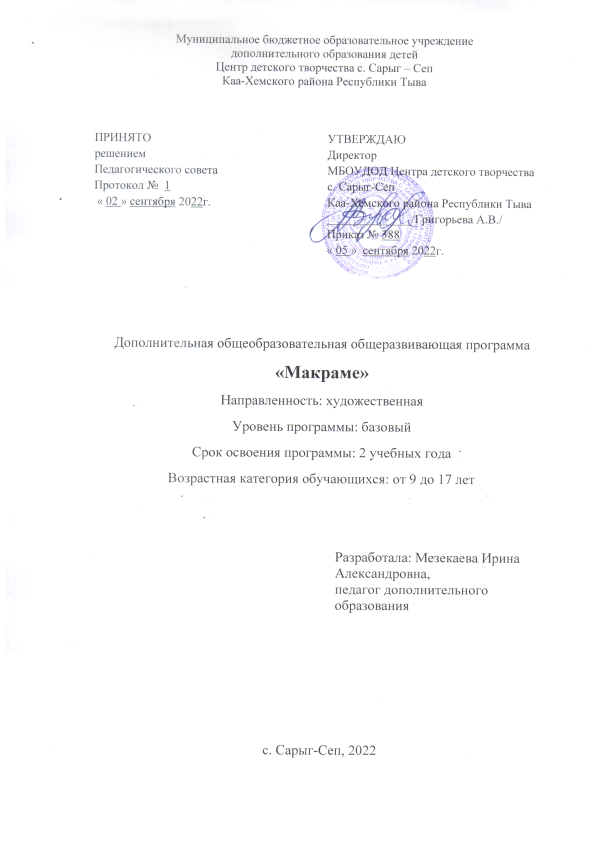 Муниципальное бюджетное образовательное учреждение
дополнительного образования детей
Центр детского творчества с. Сарыг – Сеп
Каа-Хемского района Республики Тыва
ПРИНЯТО
решением
Педагогического совета
Протокол № 1
« 02 » сентября 2022г.
УТВЕРЖДАЮ
Директор
МБОУДОД Центра детского творчества
с. Сарыг-Сеп
Каа-Хемского района Республики Тыва
/Григорьева А.В./
Приказ № 388
« 05 » сентября 2022г.
Дополнительная общеобразовательная общеразвивающая программа
«Макраме»
Направленность: художественная
Уровень программы: базовый
Срок освоения программы: 2 учебных года
Возрастная категория обучающихся: от 9 до 17 лет
Разработала: Мезекаева Ирина
Александровна,
педагог дополнительного
образования
с. Сарыг-Сеп, 2022